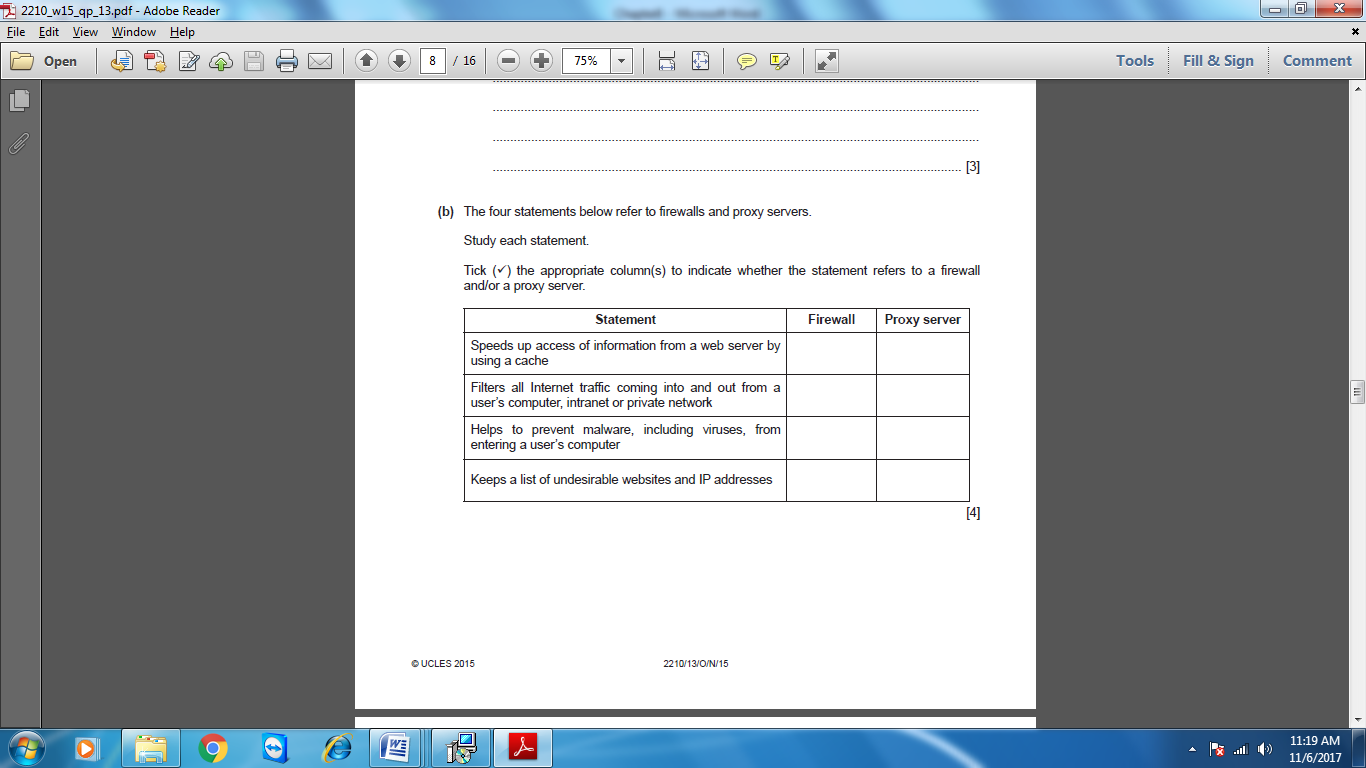 2210_w15_qp_13.pdf - Adobe Reader
File Edit View Window Help
Open 8 / 16 75% Tools Fill & Sign Comment
[3]
(b) The four statements below refer to firewalls and proxy servers.
Study each statement.
Tick (✓) the appropriate column(s) to indicate whether the statement refers to a firewall
and/or a proxy server.
Statement Firewall Proxy server
Speeds up access of information from a web server by
using a cache
Filters all Internet traffic coming into and out from a
user's computer, intranet or private network
Helps to prevent malware, including viruses, from
entering a user's computer
Keeps a list of undesirable websites and IP addresses
[4]
© UCLES 2015 2210/13/O/N/15
11:19 AM
11/6/2017